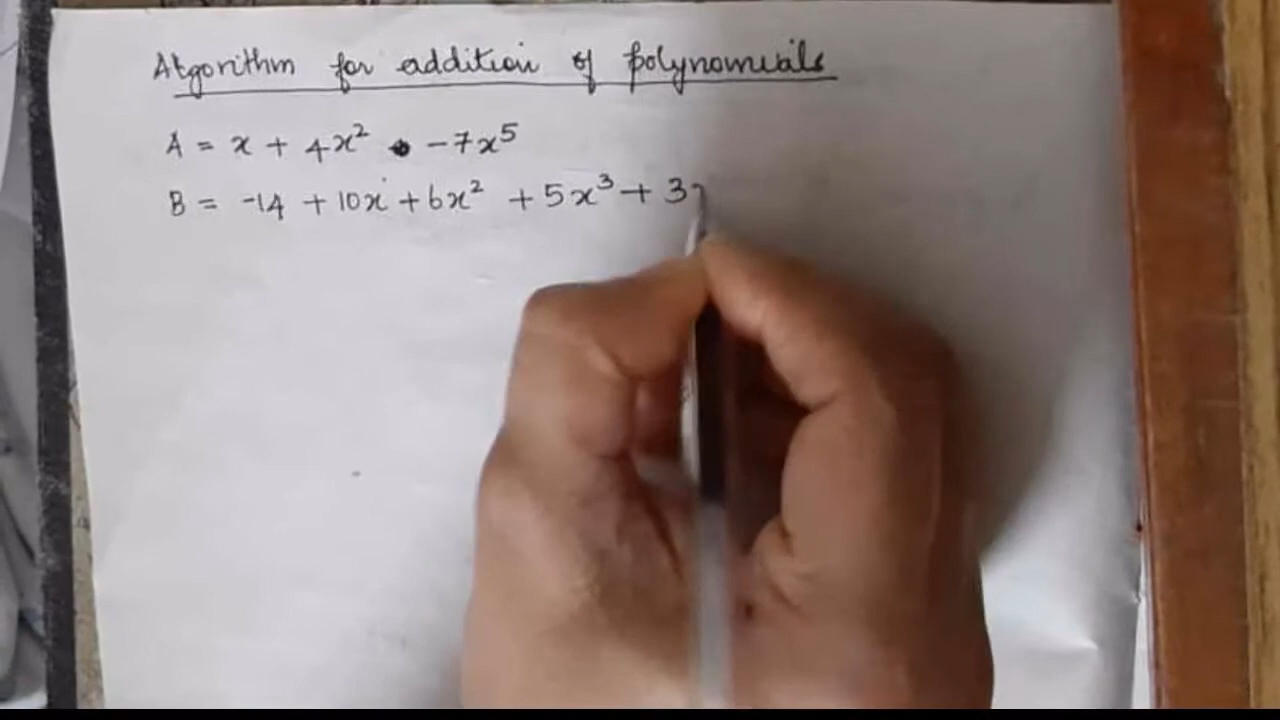 Algorithm for addition of polynomials
A = x + 4x² - 7x⁵
B = -14 + 10x + 6x² + 5x³ + 3